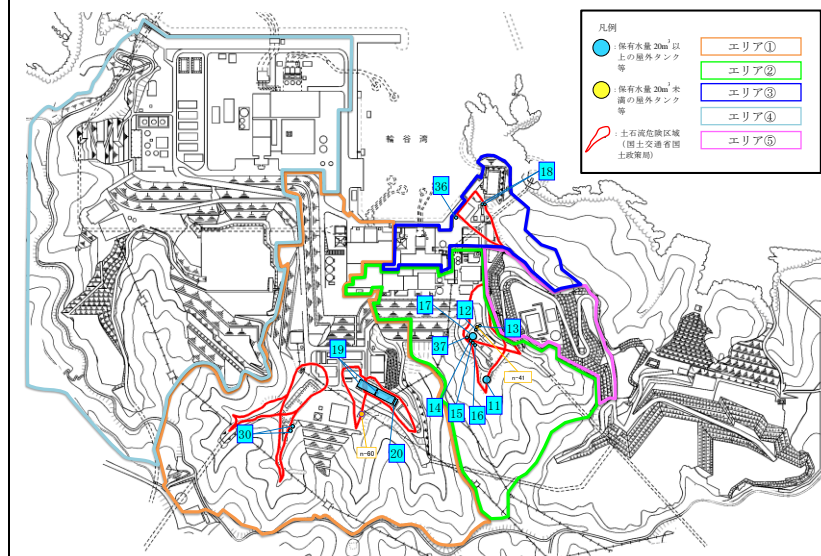 凡例
：保有水量 20m³以
上の屋外タンク
等
：保有水量 20m³未
満の屋外タンク
等
：土石流危険区域
（国土交通省国
土政策局）
エリア①
エリア②
エリア③
エリア④
エリア⑤
輪谷湾
36
18
17
12
13
37
19
n-41
14
15
16
11
30
n-60
20